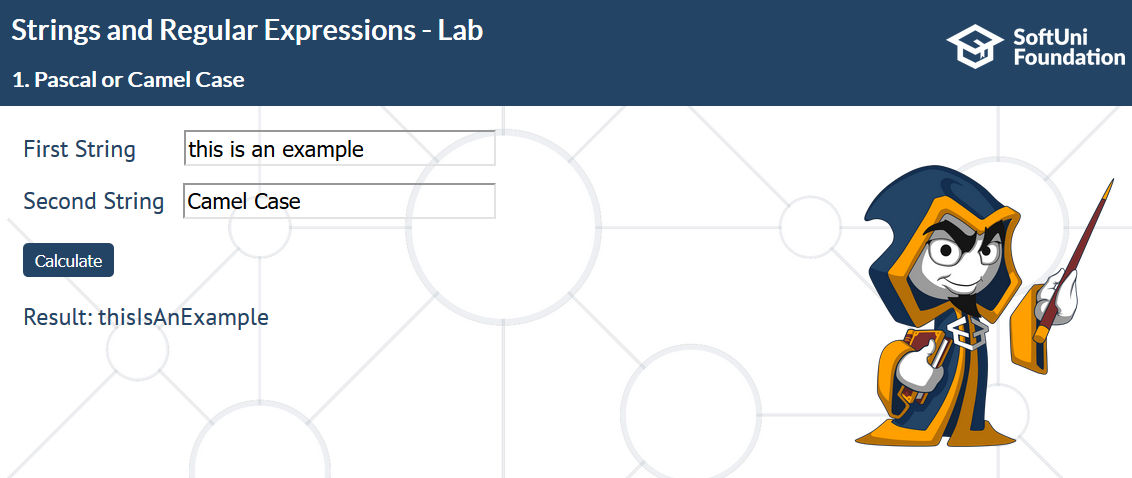 Strings and Regular Expressions - Lab
SoftUni
Foundation
1. Pascal or Camel Case
First String
this is an example
Second String
Camel Case
Calculate
Result: thisIsAnExample